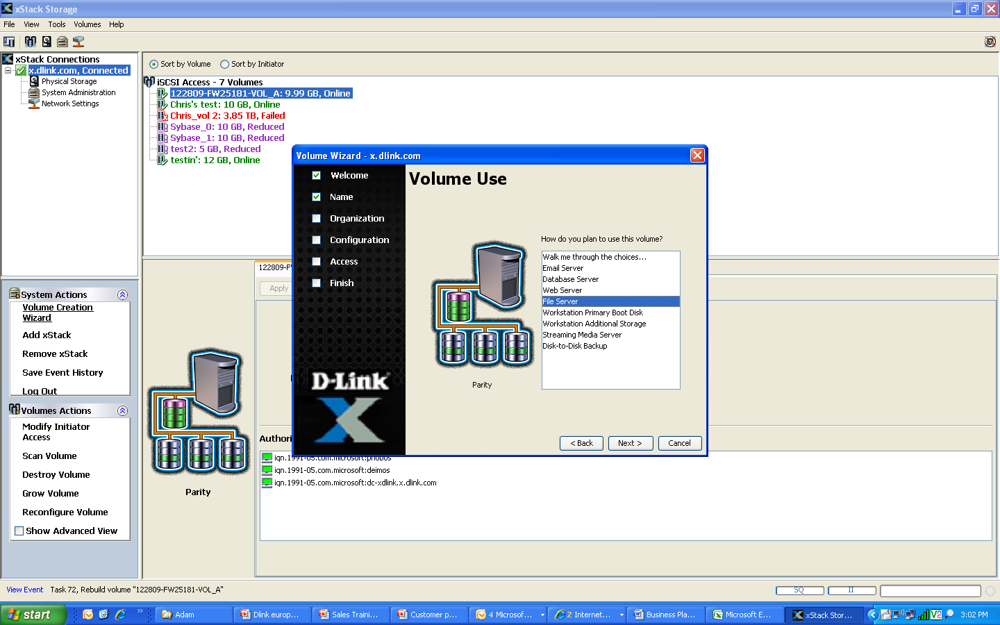 xStack Storage
File View Tools Volumes Help
xStack Connections
x.dlink.com, Connected
Physical Storage
System Administration
Network Settings
Sort by Volume Sort by Initiator
iSCSI Access - 7 Volumes
122809-FW25181-VOL_A: 9.99 GB, Online
Chris's test: 10 GB, Online
Chris_vol 2: 3.85 TB, Failed
Sybase_0: 10 GB, Reduced
Sybase_1: 10 GB, Reduced
test2: 5 GB, Reduced
testin': 12 GB, Online
System Actions
Volume Creation
Wizard
Add xStack
Remove xStack
Save Event History
Log Out
Volumes Actions
Modify Initiator
Access
Scan Volume
Destroy Volume
Grow Volume
Reconfigure Volume
Show Advanced View
Parity
122809-FW
Apply
Authori
iqn.1991-05.com.microsoft:phobos
iqn.1991-05.com.microsoft:deimos
iqn.1991-05.com.microsoft:dc-xdlink.x.dlink.com
Volume Wizard - x.dlink.com
Welcome
Name
Organization
Configuration
Access
Finish
D-Link
Volume Use
Parity
How do you plan to use this volume?
Walk me through the choices...
Email Server
Database Server
Web Server
File Server
Workstation Primary Boot Disk
Workstation Additional Storage
Streaming Media Server
Disk-to-Disk Backup
< Back Next > Cancel
View Event Task 72, Rebuild volume "122809-FW25181-VOL_A"
SQ II
start
Adam
Dlink europ...
Sales Traini...
Customer p...
4 Microsof...
2 Internet...
Business Pla...
Microsoft E...
xStack Stor...
3:02 PM